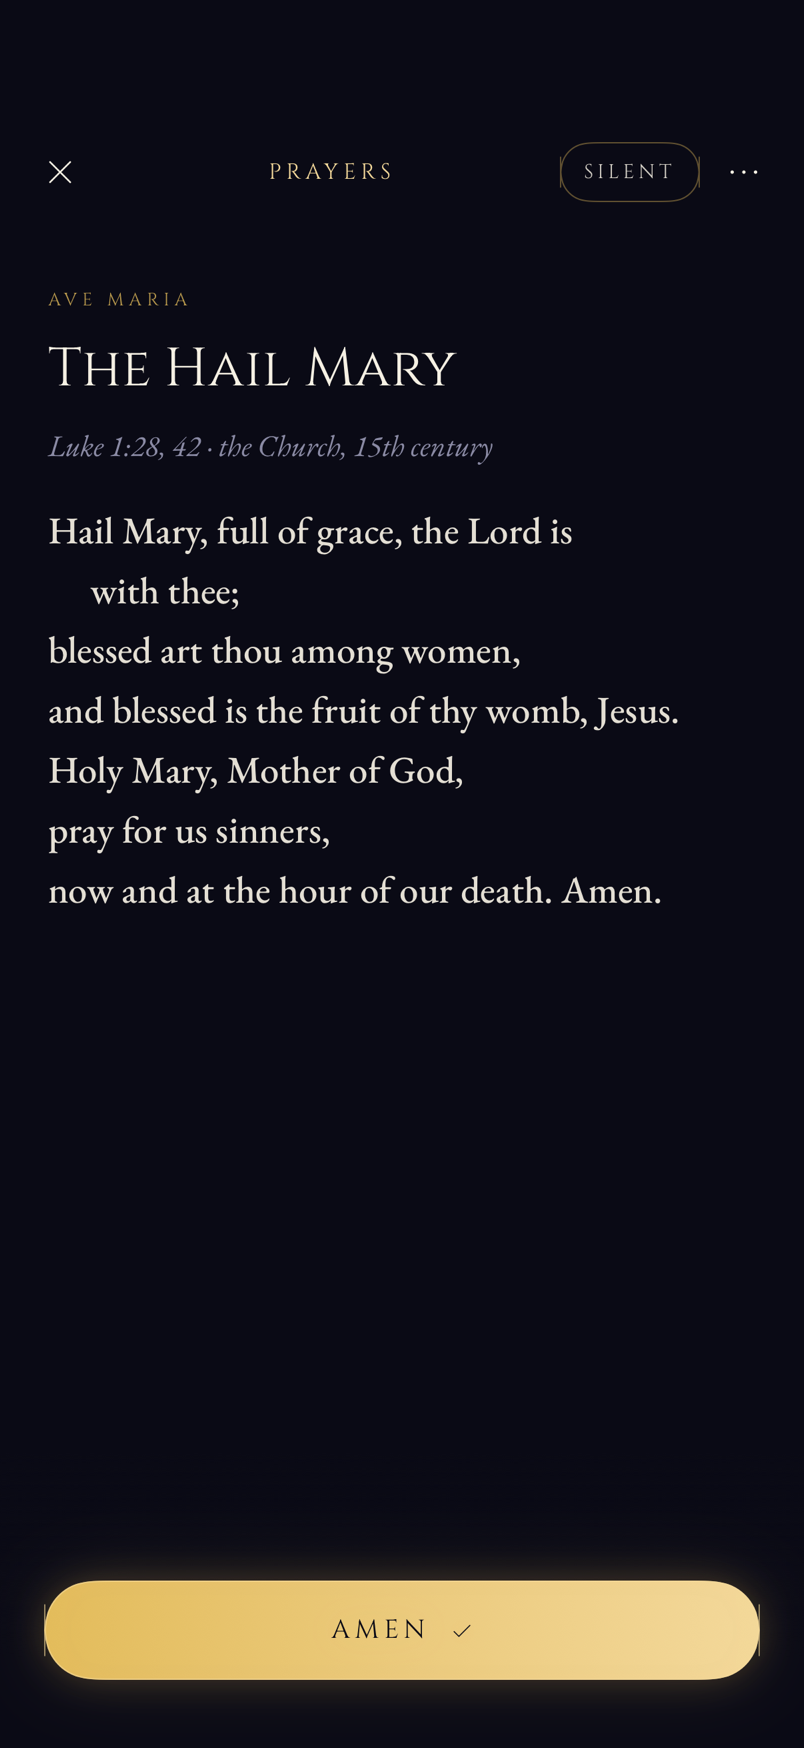 PRAYERS
SILENT
AVE MARIA
The Hail Mary
Luke 1:28, 42 · the Church, 15th century
Hail Mary, full of grace, the Lord is
with thee;
blessed art thou among women,
and blessed is the fruit of thy womb, Jesus.
Holy Mary, Mother of God,
pray for us sinners,
now and at the hour of our death. Amen.
AMEN